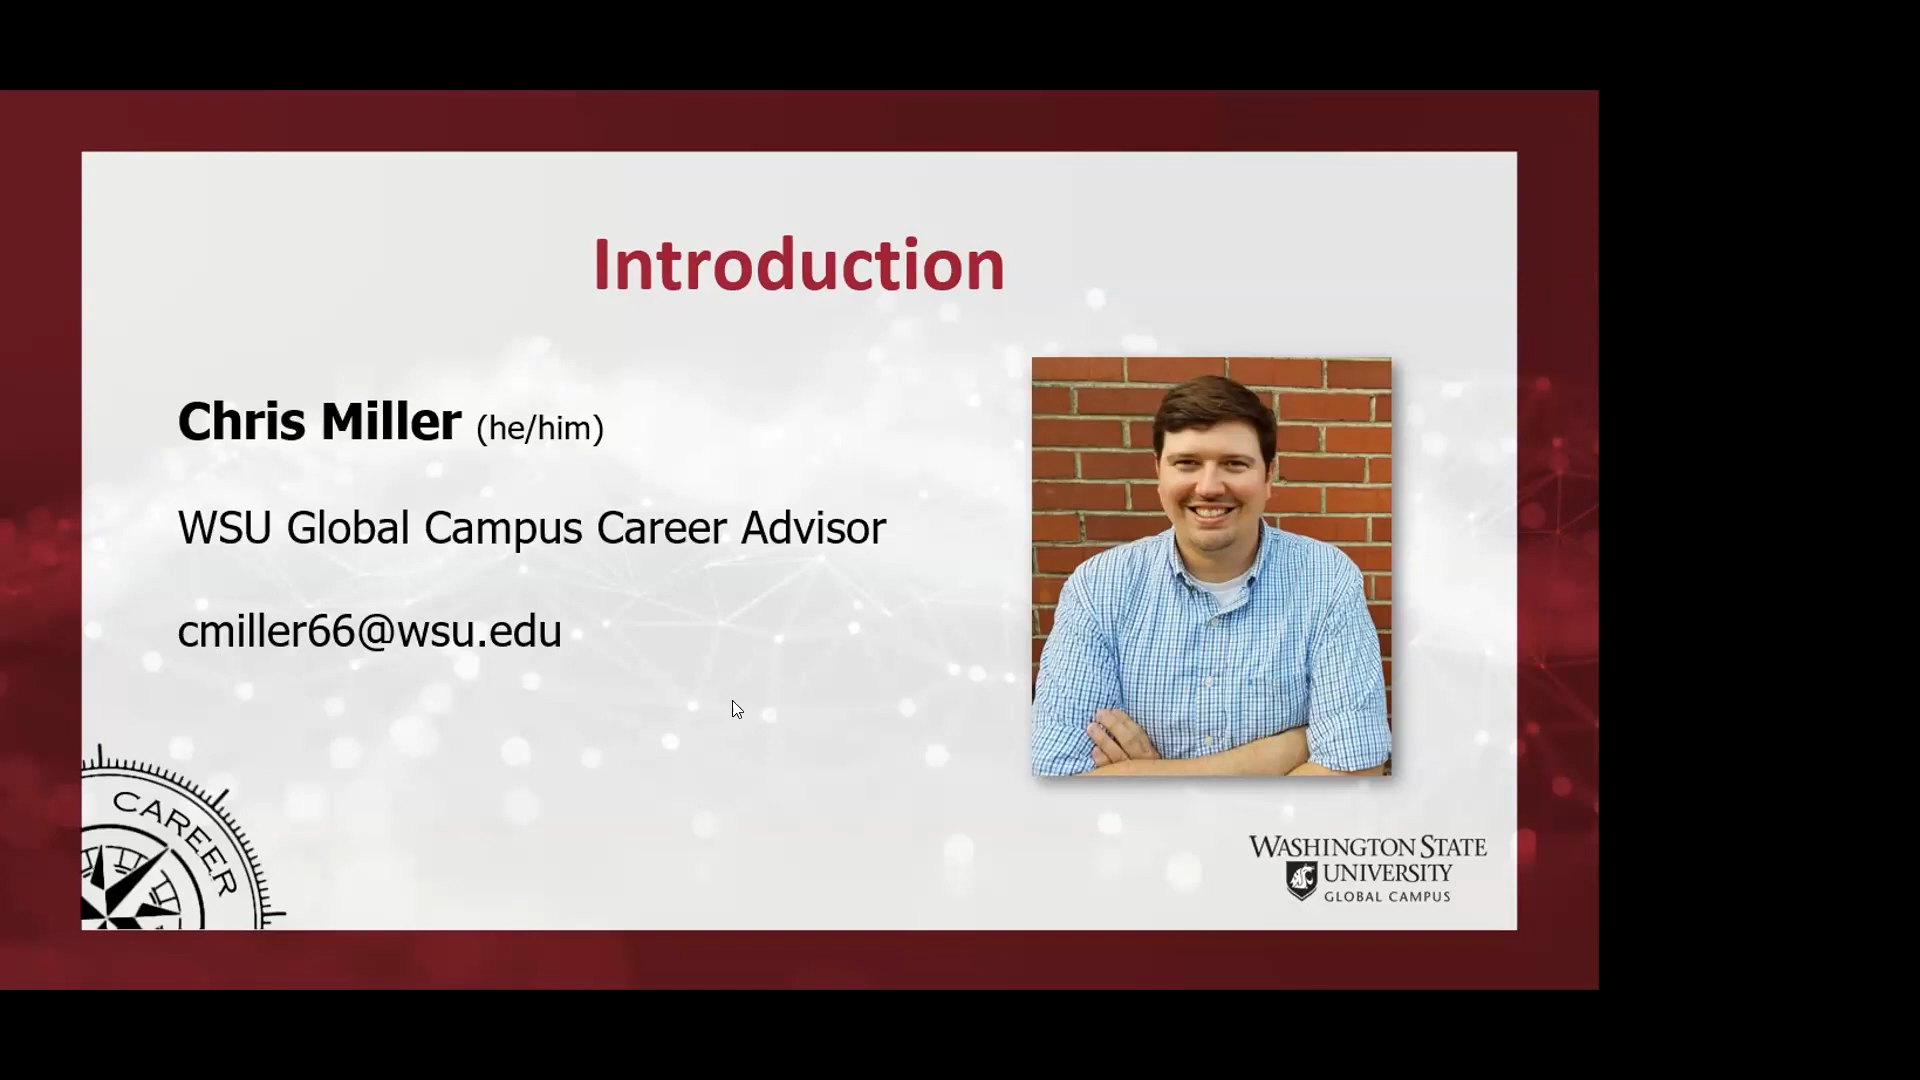 Introduction
Chris Miller (he/him)
WSU Global Campus Career Advisor
cmiller66@wsu.edu
CAREER
WASHINGTON STATE
UNIVERSITY
GLOBAL CAMPUS